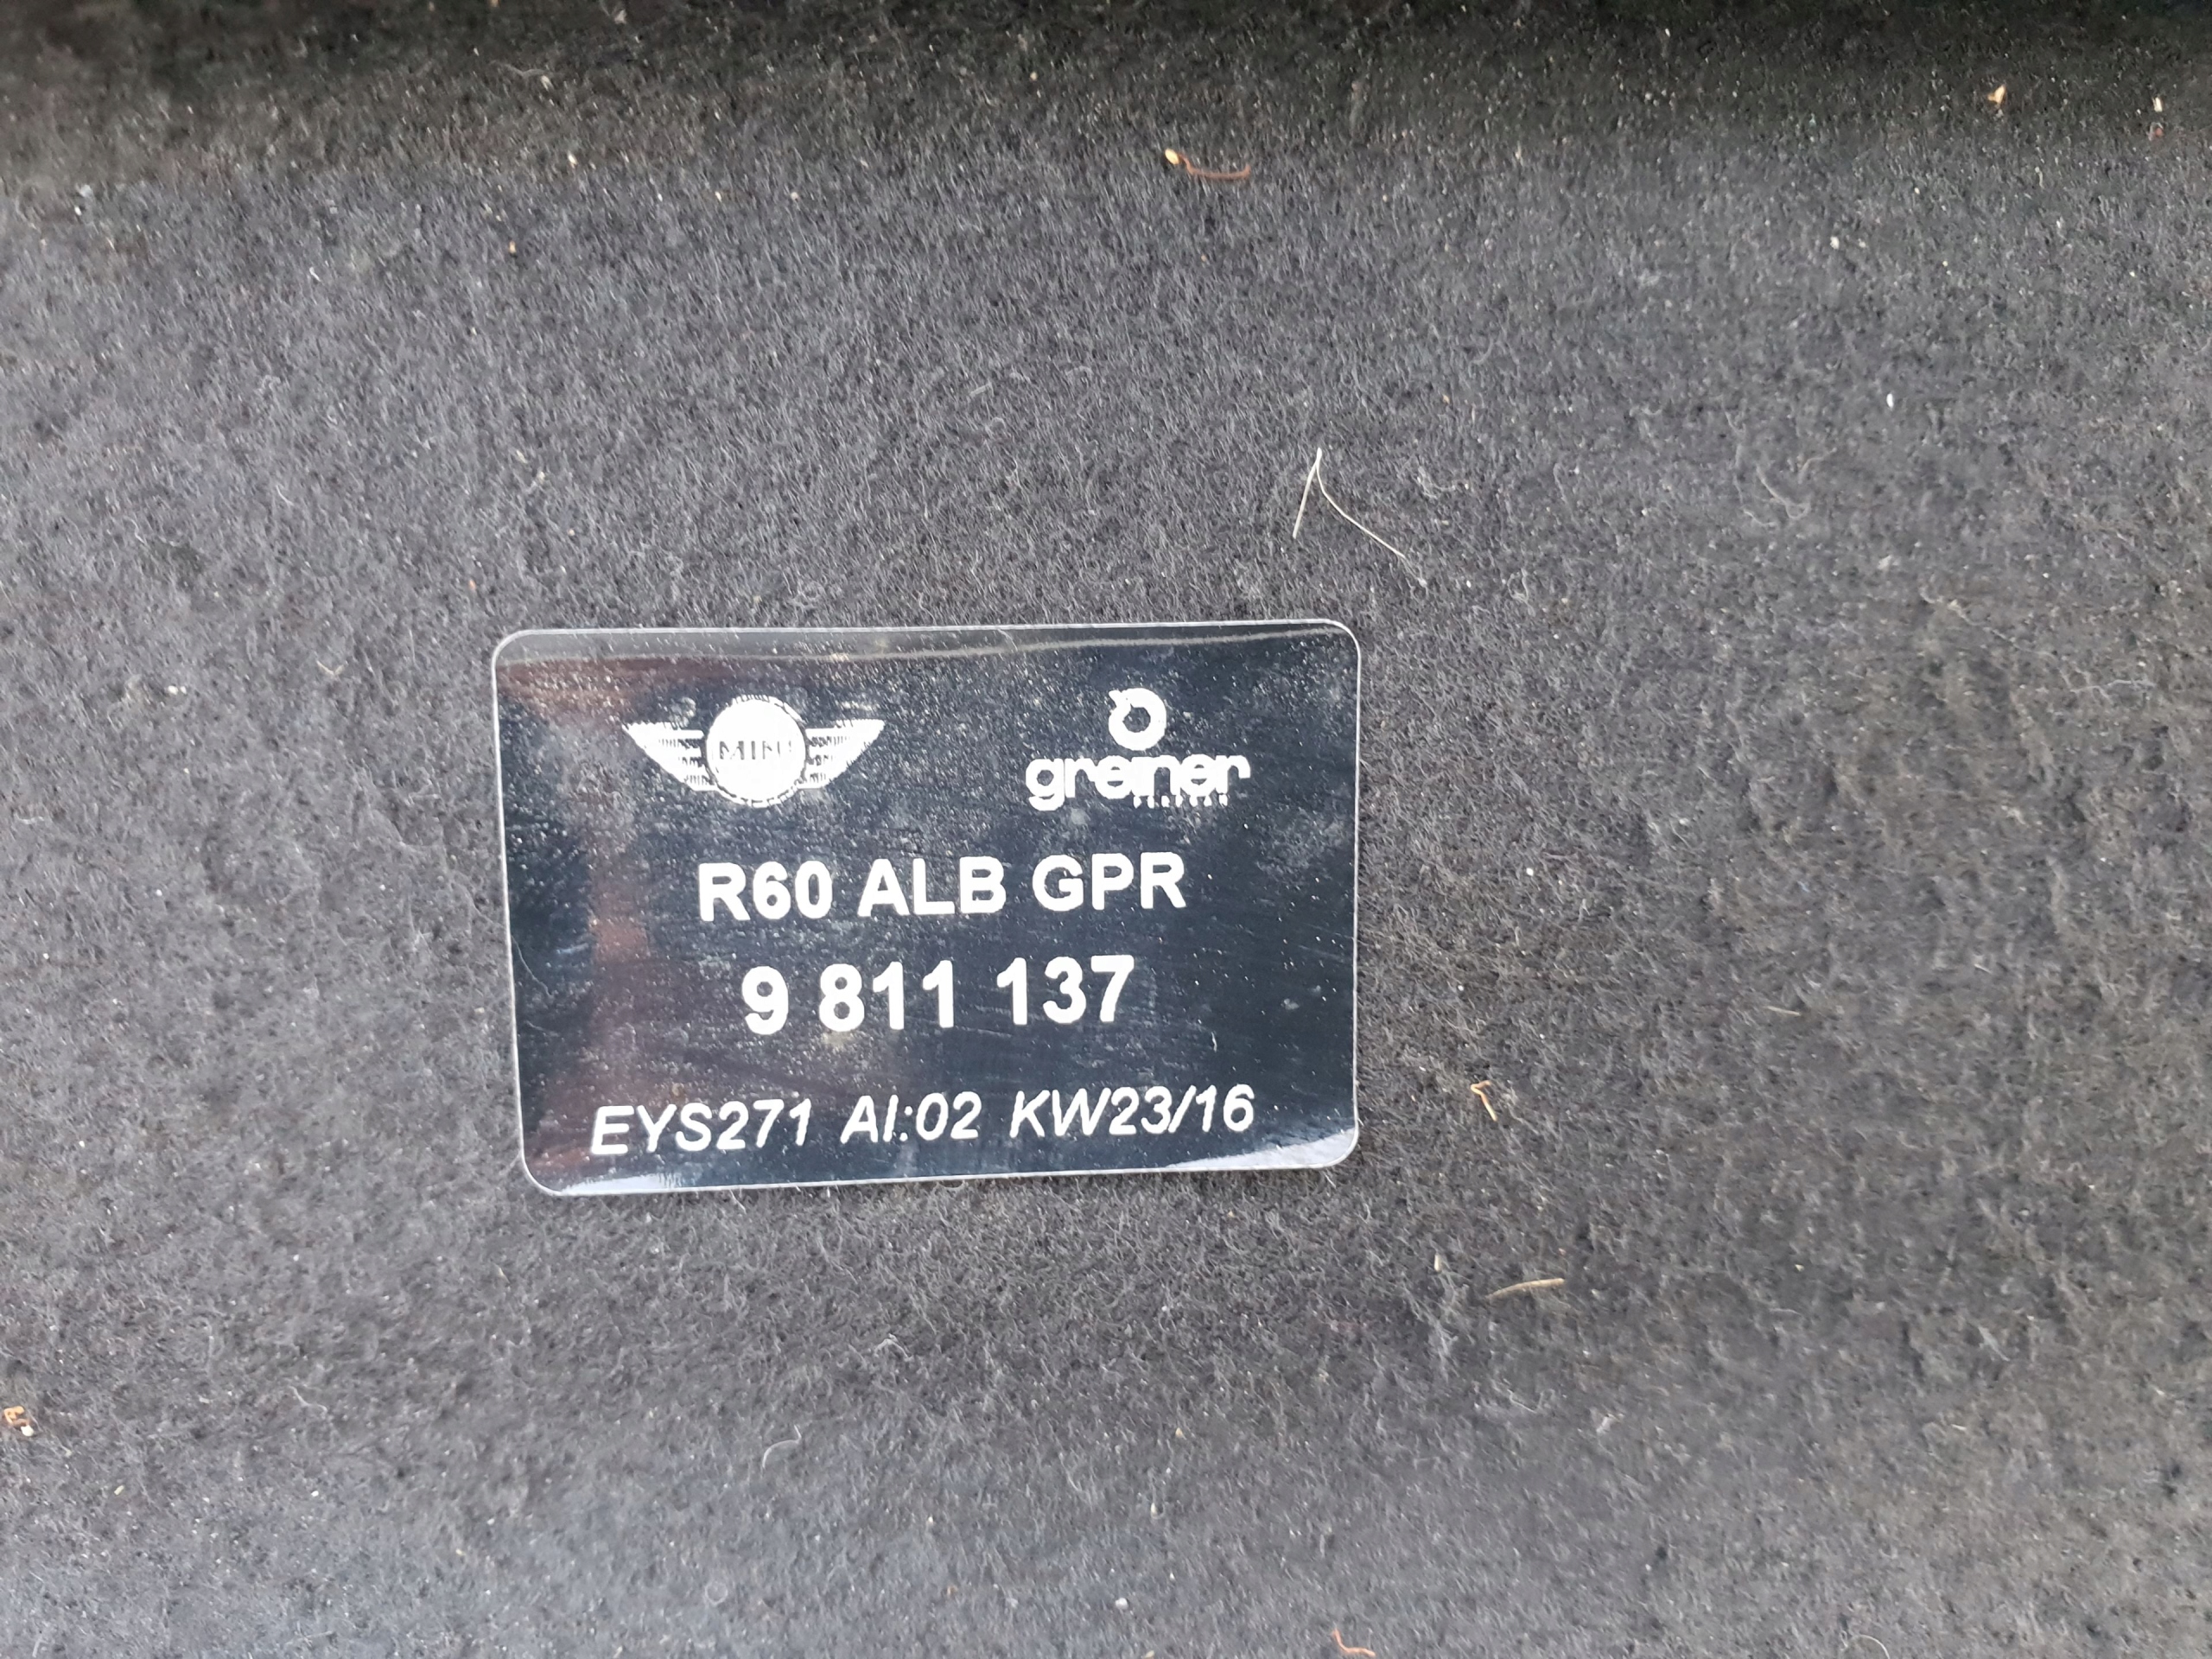 MINI
greiner
R60 ALB GPR
9 811 137
EYS271 AI:02 KW23/16